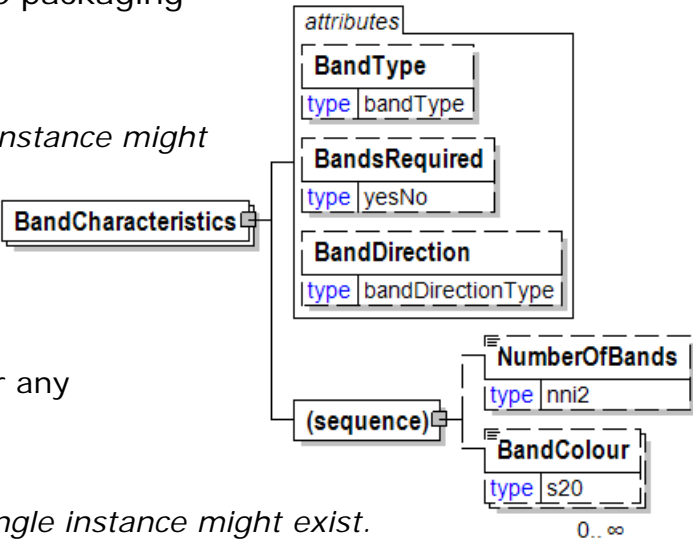 packaging
attributes
BandType
type bandType
nstance might
BandsRequired
type yesNo
BandCharacteristics
BandDirection
type bandDirectionType
r any
NumberOfBands
type nni2
(sequence)
BandColour
type s20
ngle instance might exist.
0..∞